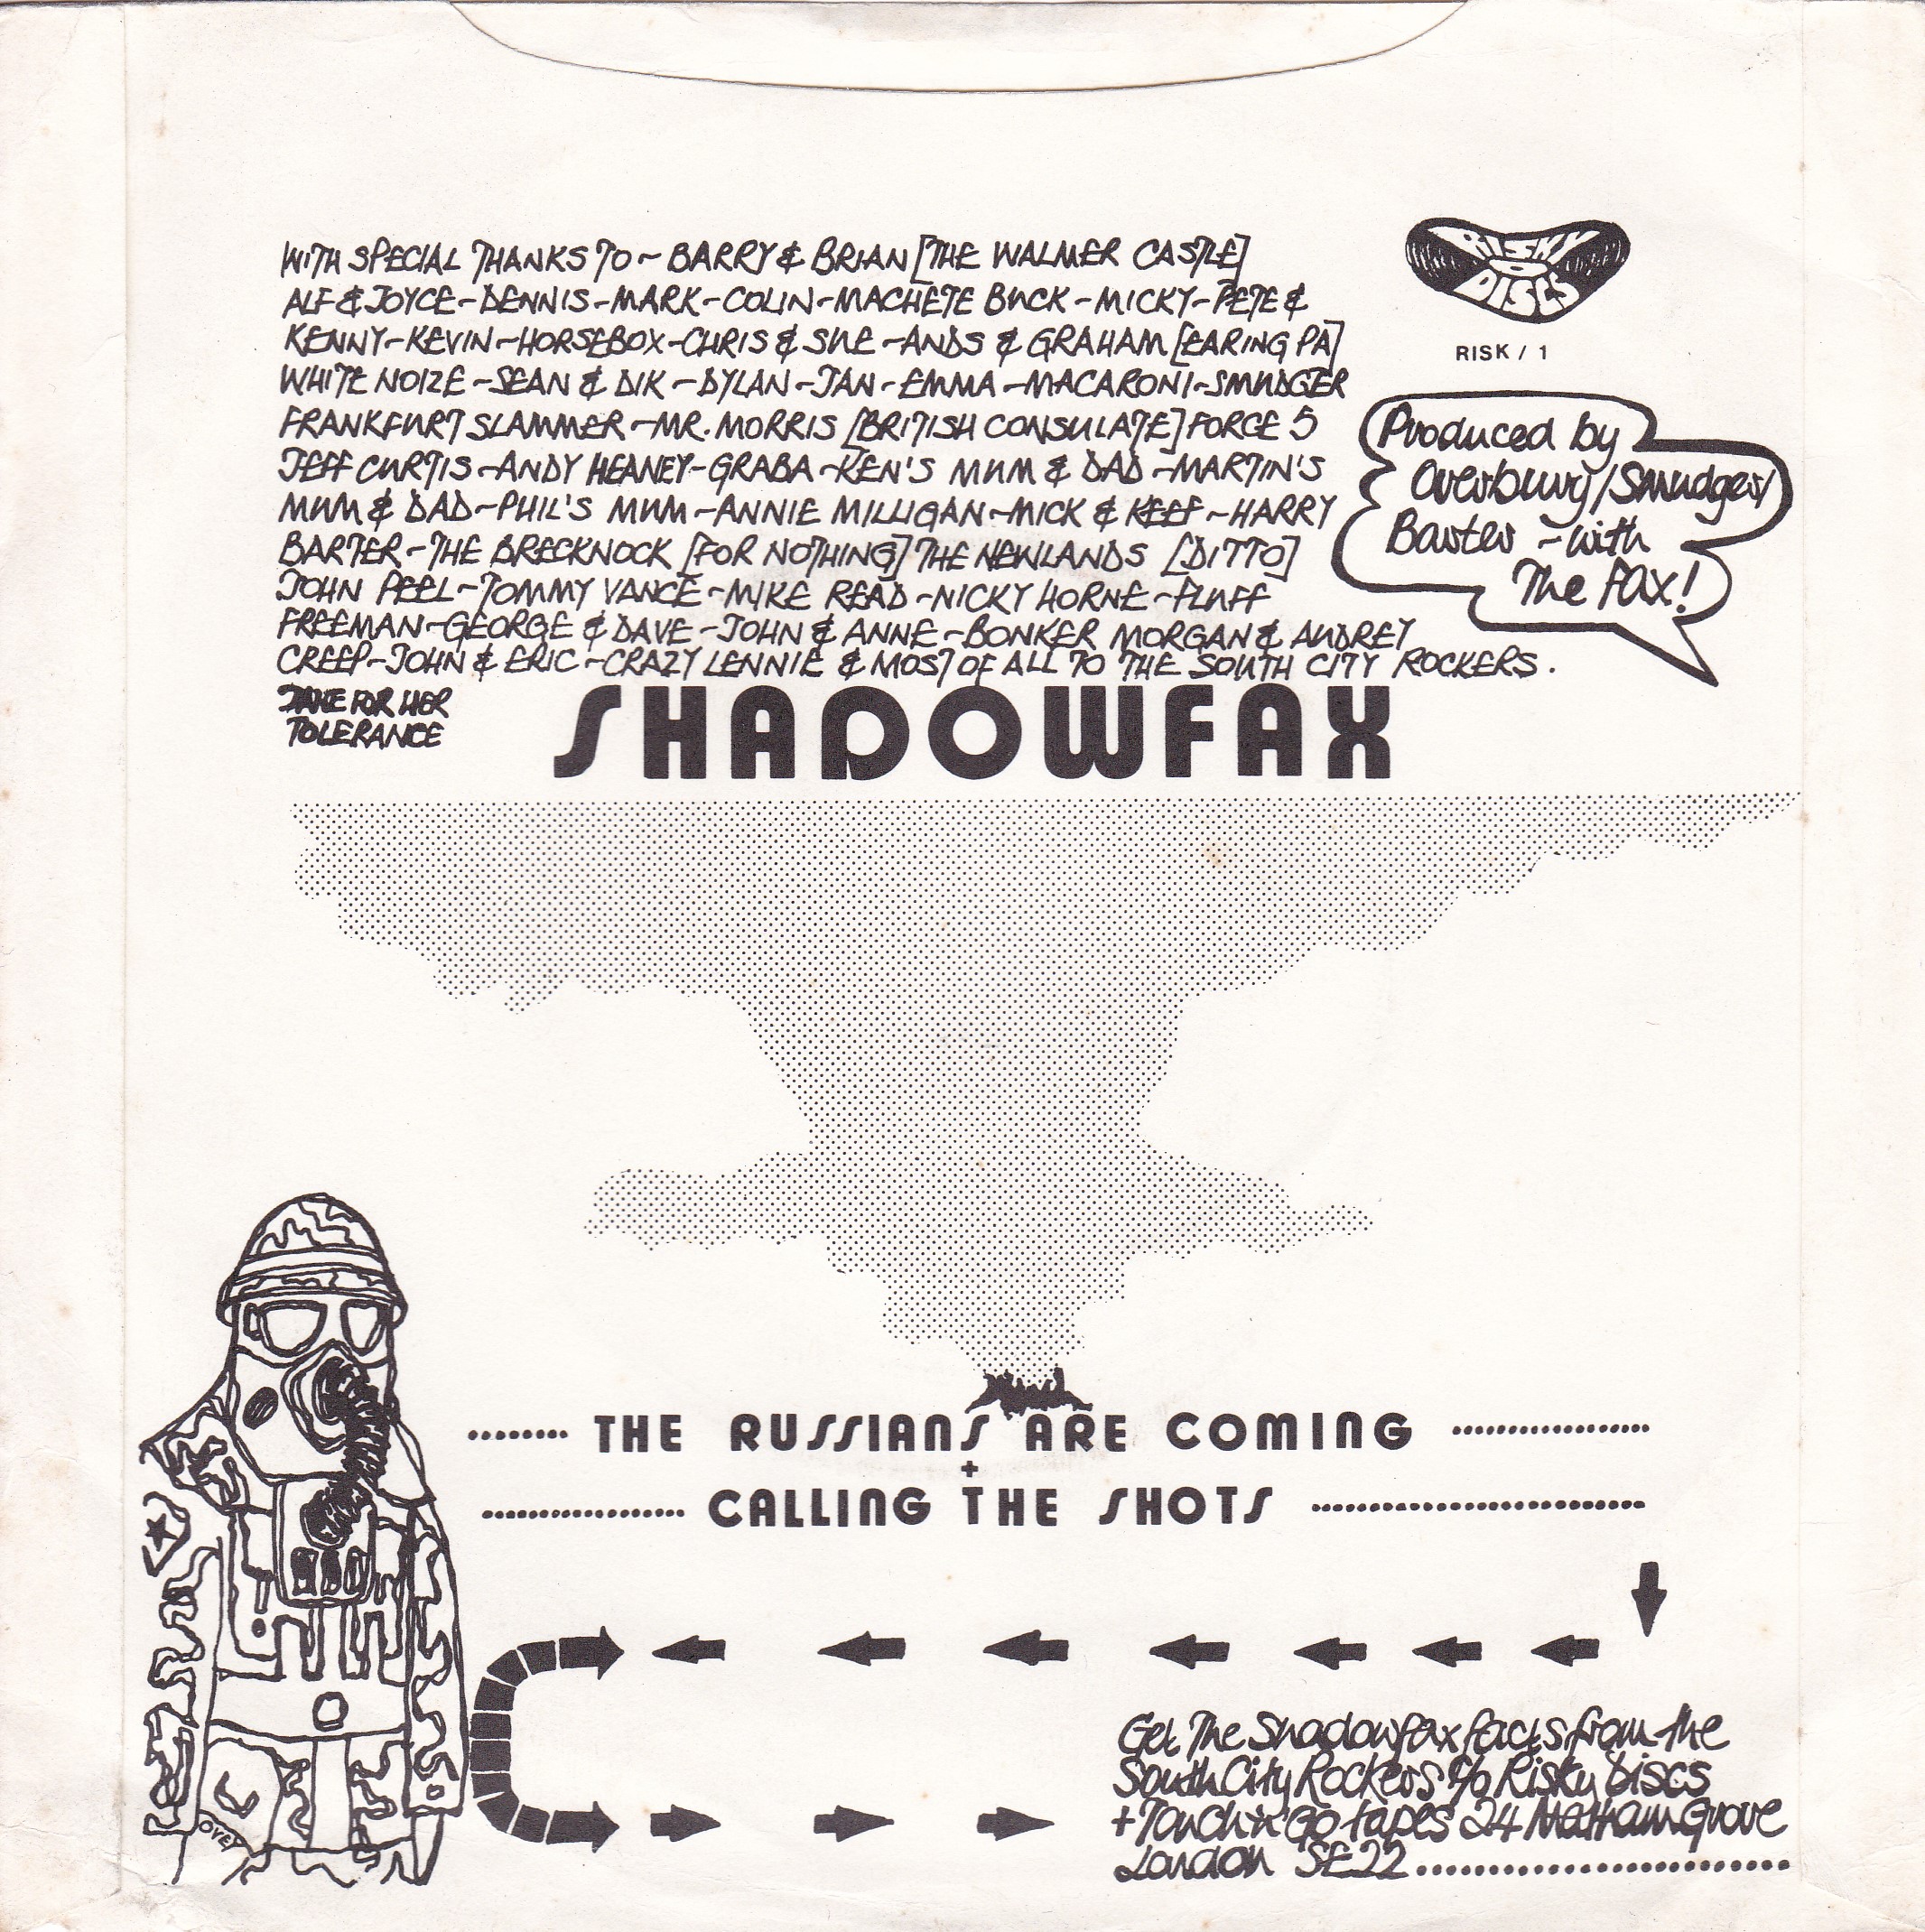 WITH SPECIAL THANKS TO ~ BARRY & BRIAN [THE WALMER CASTLE]
ALF & JOYCE - DENNIS - MARK - COLIN - MACHETE BUCK - MICKY - PETE &
KENNY - KEVIN - HORSEBOX - CHRIS & SUE - ANDS & GRAHAM [EARING PA]
WHITE NOIZE - SEAN & DIK - DYLAN - IAN - EMMA - MACARONI - SMUDGER
FRANKFURT SLAMMER - MR. MORRIS [BRITISH CONSULATE] FORCE 5
JEFF CURTIS - ANDY HEANEY - GRABA - KEN'S MUM & DAD - MARTIN'S
MUM & DAD - PHIL'S MUM - ANNIE MILLIGAN - MICK & KEEF - HARRY
BARTER - THE BRECKNOCK [FOR NOTHING] THE NEWLANDS [DITTO]
JOHN PEEL - TOMMY VANCE - MIKE READ - NICKY HORNE - FLUFF
FREEMAN - GEORGE & DAVE - JOHN & ANNE - BONKER MORGAN & AUDREY
CREEP - JOHN & ERIC - CRAZY LENNIE & MOST OF ALL TO THE SOUTH CITY ROCKERS.
JANE FOR HER
TOLERANCE
RISKY
DISCS
RISK / 1
Produced by
Overbury/Smudger/
Barter - with
The FAX!
SHADOWFAX
........ THE RUSSIANS ARE COMING ................
+
................ CALLING THE SHOTS ..........................
OVER
Get The Shadowfax facts from the
South City Rockers c/o Risky Discs
+ Touch 'n' Go tapes 24 Matham Grove
London SE22 ..............................